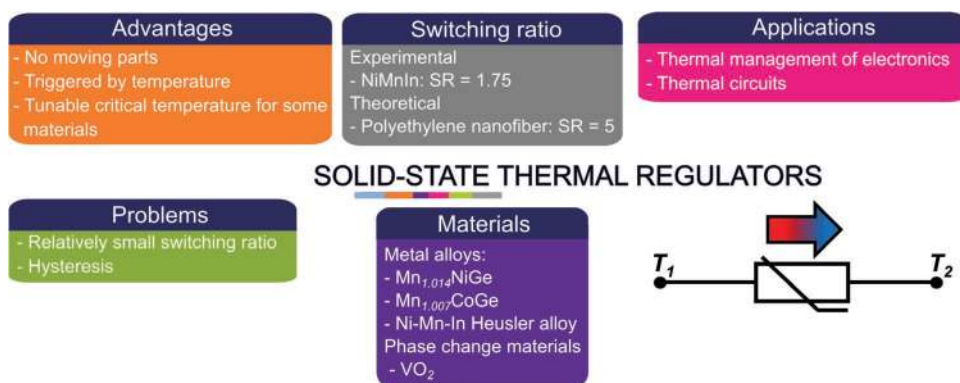 Advantages
- No moving parts
- Triggered by temperature
- Tunable critical temperature for some
materials
Switching ratio
Experimental
- NiMnIn: SR = 1.75
Theoretical
- Polyethylene nanofiber: SR = 5
Applications
- Thermal management of electronics
- Thermal circuits
SOLID-STATE THERMAL REGULATORS
Problems
- Relatively small switching ratio
- Hysteresis
Materials
Metal alloys:
- Mn₁.₀₁₄NiGe
- Mn₁.₀₀₇CoGe
- Ni-Mn-In Heusler alloy
Phase change materials
- VO₂
T₁
T₂